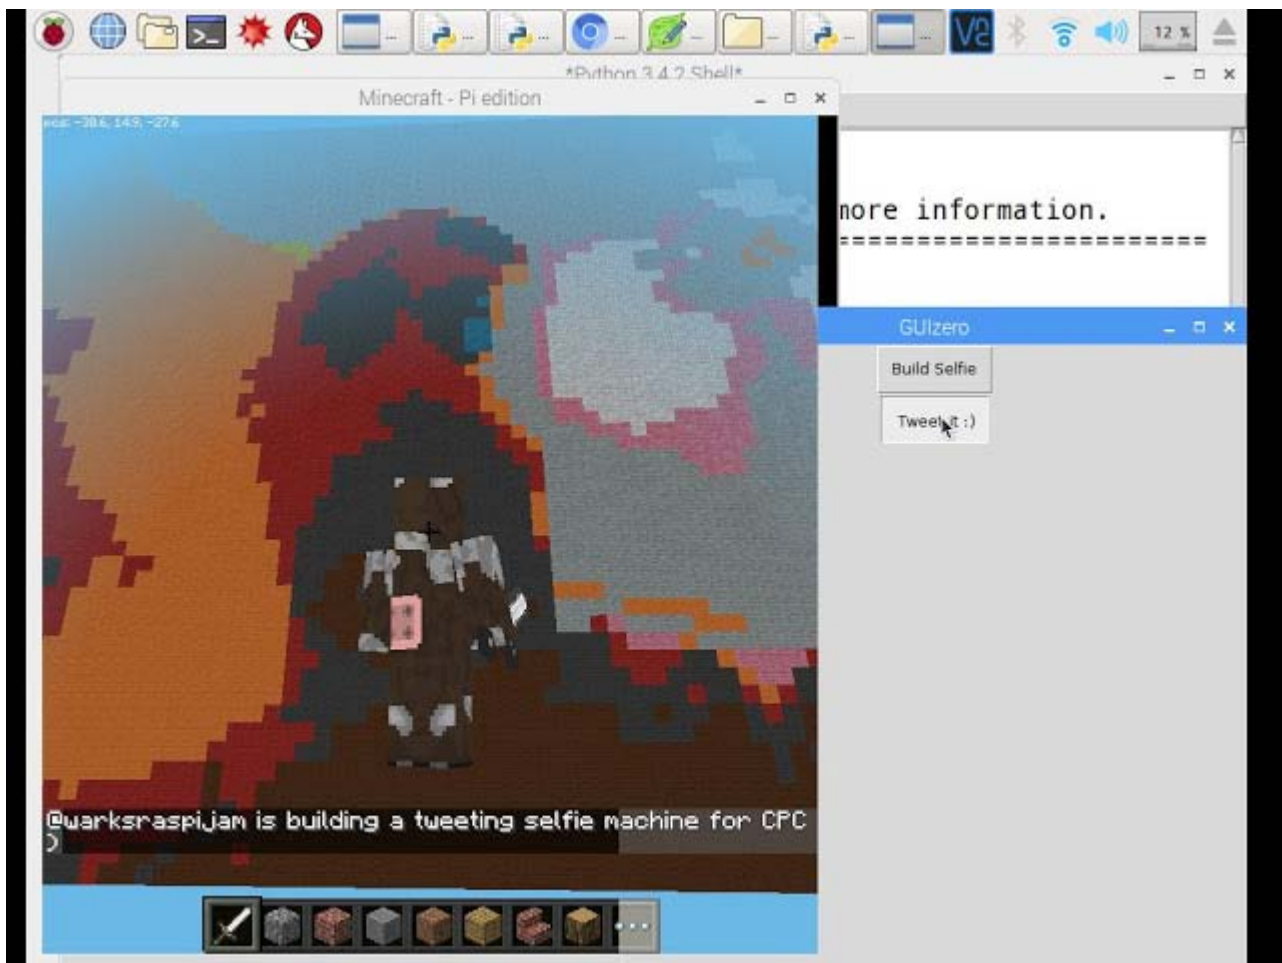 12 %
*Python 3.4.2 Shell*
Minecraft - Pi edition
more information.
=======================
GUIzero
Build Selfie
Tweet it :)
@warksraspijam is building a tweeting selfie machine for CPC
)